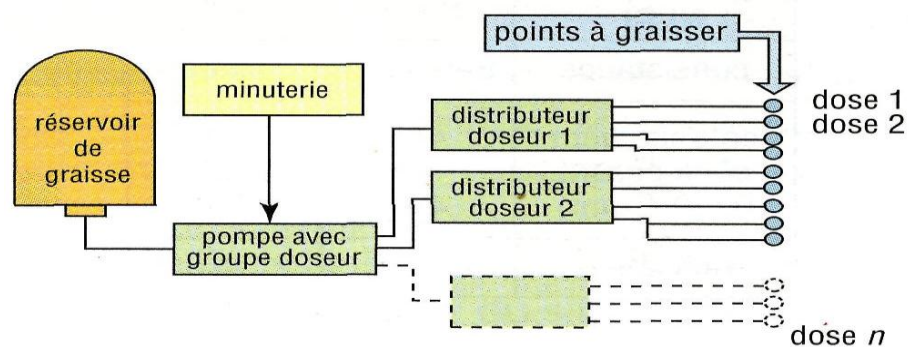 points à graisser
réservoir
de
graisse
minuterie
distributeur
doseur 1
dose 1
dose 2
distributeur
doseur 2
pompe avec
groupe doseur
dose n